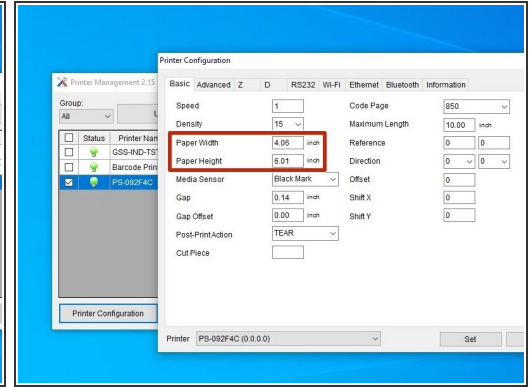 Printer Configuration
Printer Management 2.15
Group:
All
Status Printer Nam
GSS-IND-TST
Barcode Prin
PS-092F4C
Printer Configuration
Basic Advanced Z D RS232 Wi-Fi Ethernet Bluetooth Information
Speed 1 Code Page 850
Density 15 Maximum Length 10.00 inch
Paper Width 4.06 inch Reference 0 0
Paper Height 6.01 inch Direction 0 0
Media Sensor Black Mark Offset 0
Gap 0.14 inch Shift X 0
Gap Offset 0.00 inch Shift Y 0
Post-Print Action TEAR
Cut Piece
Printer PS-092F4C (0.0.0.0) Set